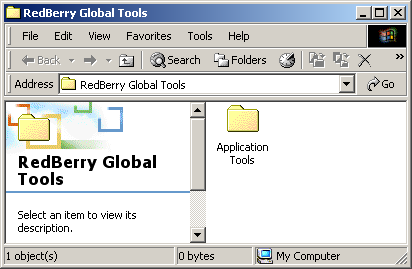 RedBerry Global Tools
File Edit View Favorites Tools Help
Back Search Folders
Address RedBerry Global Tools Go
RedBerry Global
Tools
Select an item to view its
description.
Application
Tools
1 object(s) 0 bytes My Computer